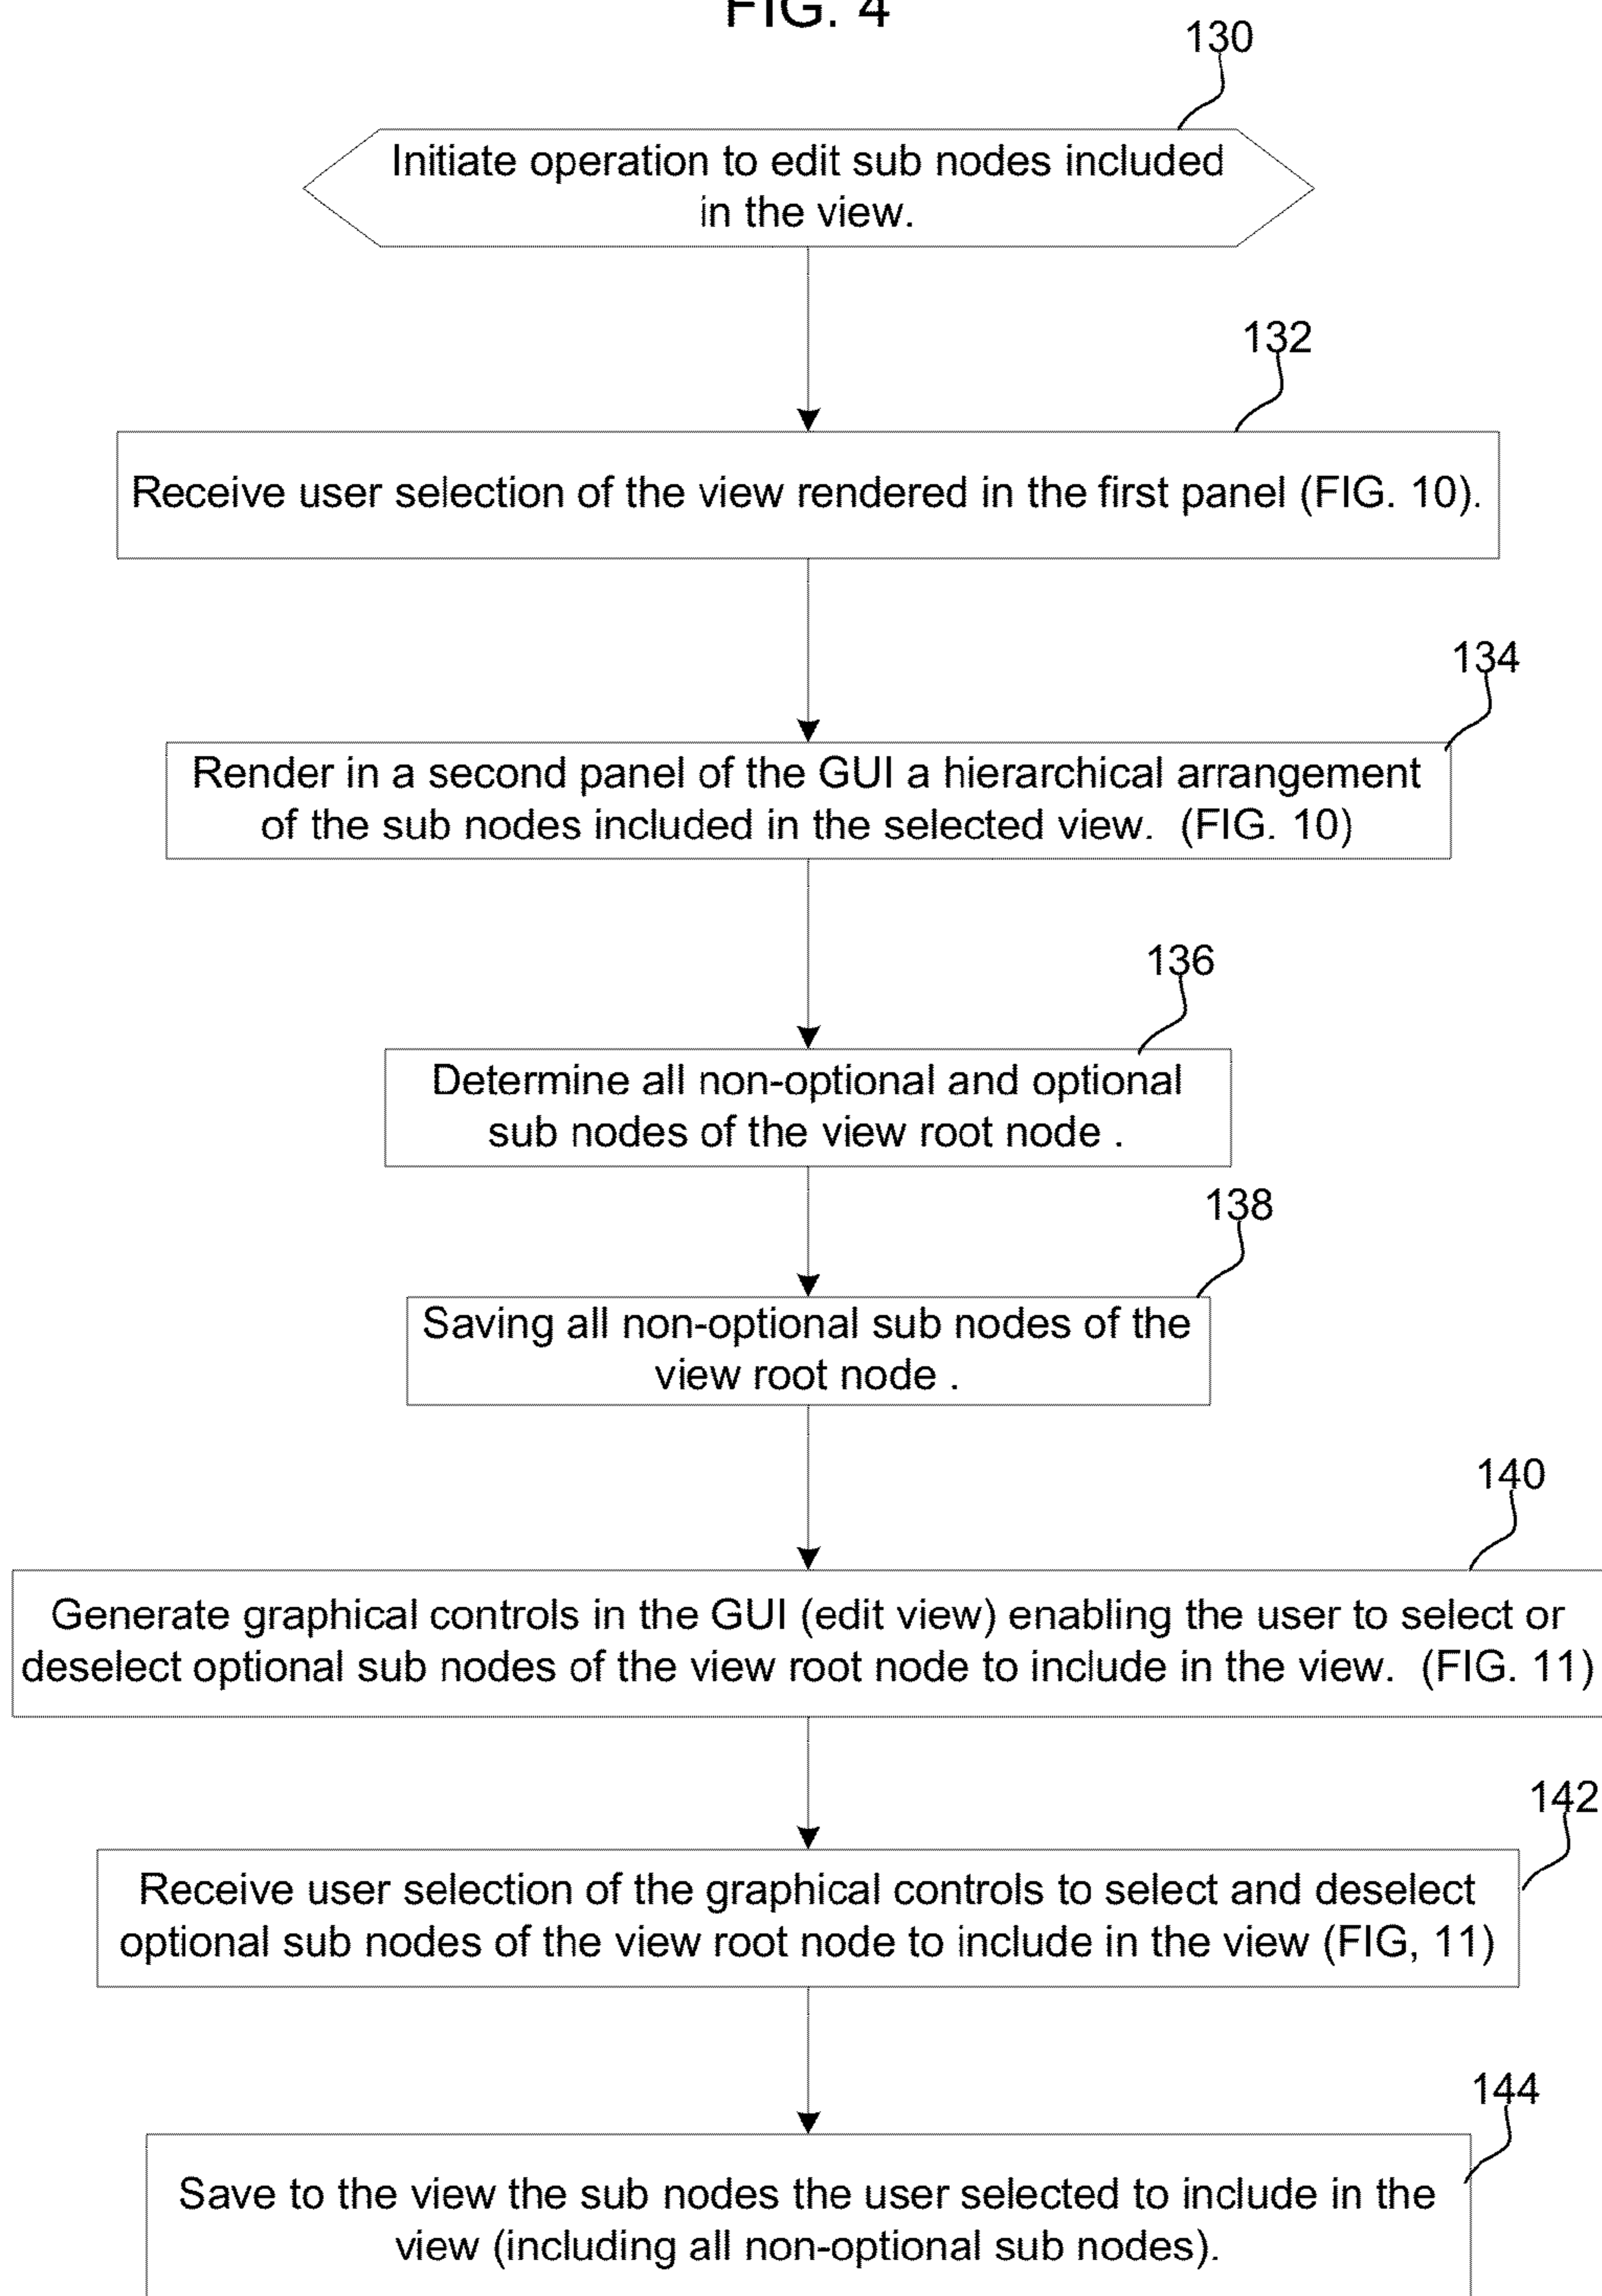 FIG. 4
130
Initiate operation to edit sub nodes included
in the view.
132
Receive user selection of the view rendered in the first panel (FIG. 10).
134
Render in a second panel of the GUI a hierarchical arrangement
of the sub nodes included in the selected view. (FIG. 10)
136
Determine all non-optional and optional
sub nodes of the view root node .
138
Saving all non-optional sub nodes of the
view root node .
140
Generate graphical controls in the GUI (edit view) enabling the user to select or
deselect optional sub nodes of the view root node to include in the view. (FIG. 11)
142
Receive user selection of the graphical controls to select and deselect
optional sub nodes of the view root node to include in the view (FIG, 11)
144
Save to the view the sub nodes the user selected to include in the
view (including all non-optional sub nodes).